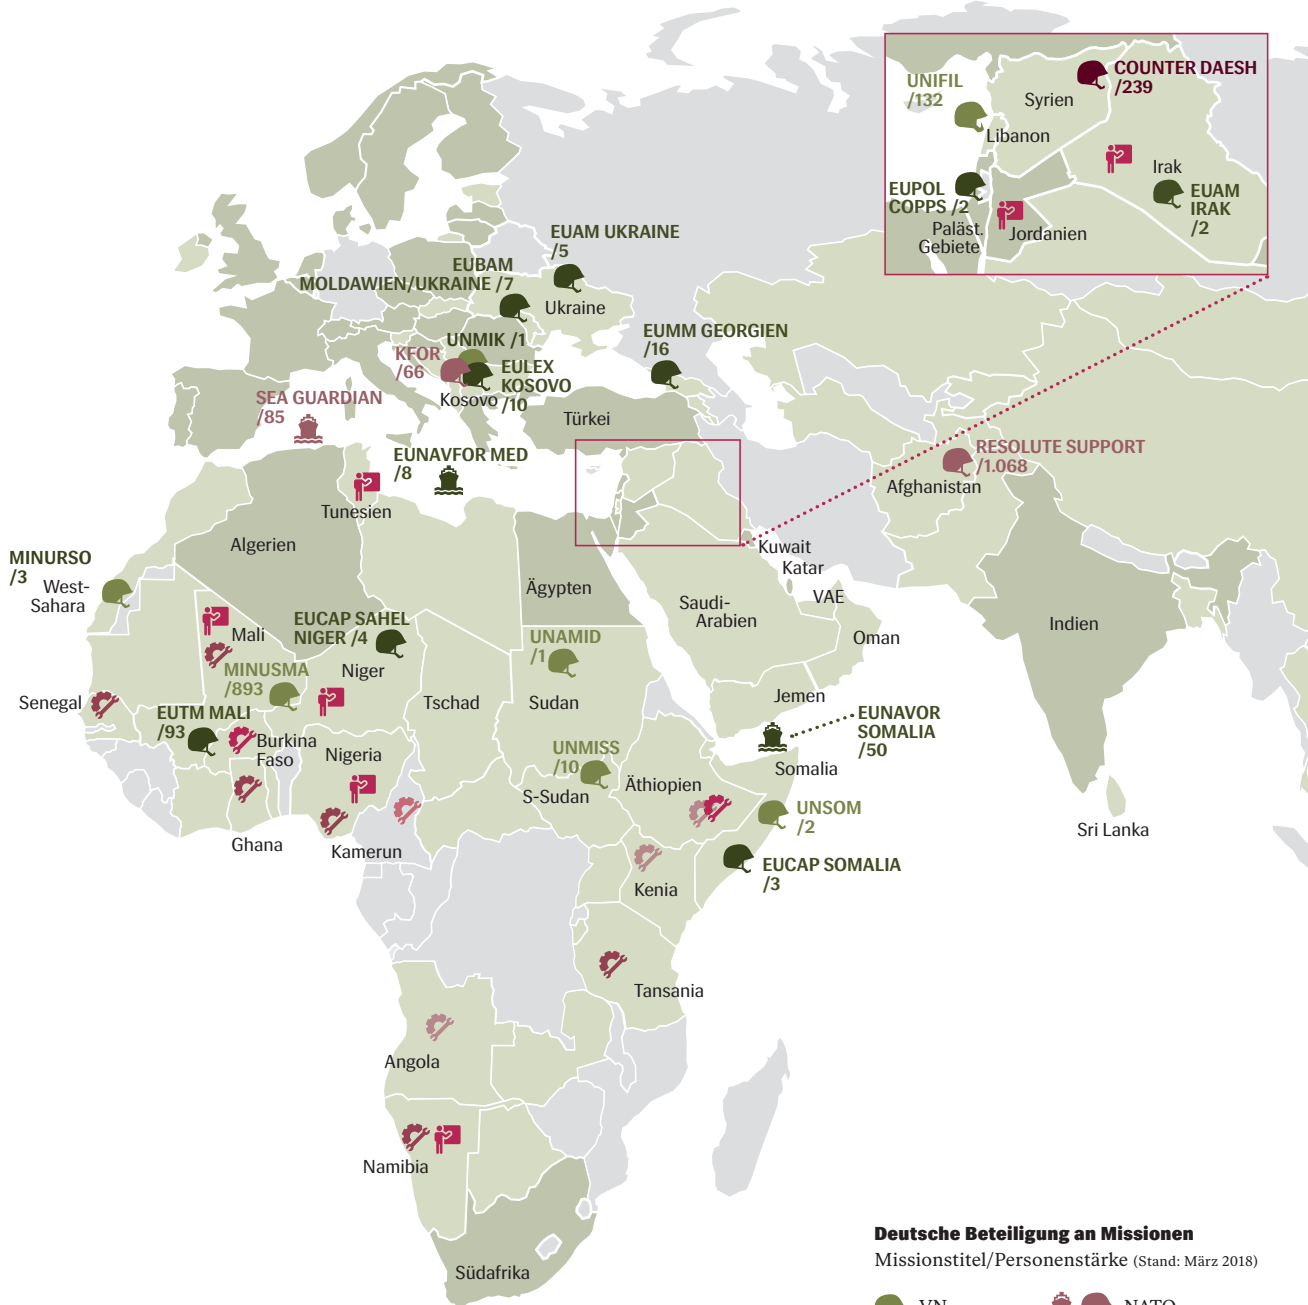 COUNTER DAESH
/239
UNIFIL
/132
Syrien
Libanon
Irak
EUPOL
COPPS /2
EUAM
IRAK
/2
Paläst.
Gebiete
Jordanien
EUAM UKRAINE
/5
EUBAM
MOLDAWIEN/UKRAINE /7
Ukraine
EUMM GEORGIEN
/16
UNMIK /1
KFOR
/66
EULEX
KOSOVO
/10
Kosovo
SEA GUARDIAN
/85
Türkei
EUNAVFOR MED
/8
RESOLUTE SUPPORT
/1.068
Afghanistan
Tunesien
Algerien
Kuwait
Katar
MINURSO
/3
West-
Sahara
Ägypten
VAE
Saudi-
Arabien
Oman
Indien
EUCAP SAHEL
NIGER /4
Mali
UNAMID
/1
MINUSMA
/893
Niger
Senegal
Tschad
Sudan
Jemen
EUTM MALI
/93
EUNAVOR
SOMALIA
/50
Burkina
Faso
Nigeria
UNMISS
/10
Somalia
S-Sudan
Äthiopien
UNSOM
/2
Sri Lanka
Ghana
Kamerun
EUCAP SOMALIA
/3
Kenia
Tansania
Angola
Namibia
Südafrika
Deutsche Beteiligung an Missionen
Missionstitel/Personenstärke (Stand: März 2018)
VN
NATO